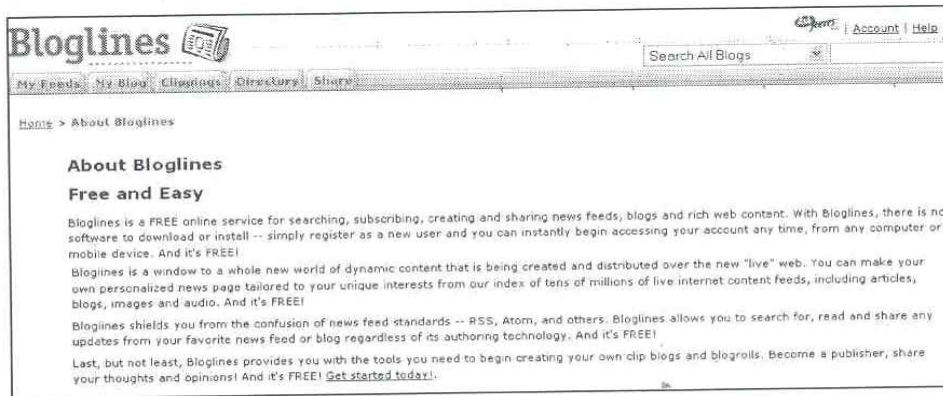 Bloglines
| Account | Help
Search All Blogs
My Feeds My Blog Clippings Directory Share
Home > About Bloglines
About Bloglines
Free and Easy
Bloglines is a FREE online service for searching, subscribing, creating and sharing news feeds, blogs and rich web content. With Bloglines, there is no
software to download or install -- simply register as a new user and you can instantly begin accessing your account any time, from any computer or
mobile device. And it's FREE!
Bloglines is a window to a whole new world of dynamic content that is being created and distributed over the new "live" web. You can make your
own personalized news page tailored to your unique interests from our index of tens of millions of live internet content feeds, including articles,
blogs, images and audio. And it's FREE!
Bloglines shields you from the confusion of news feed standards -- RSS, Atom, and others. Bloglines allows you to search for, read and share any
updates from your favorite news feed or blog regardless of its authoring technology. And it's FREE!
Last, but not least, Bloglines provides you with the tools you need to begin creating your own clip blogs and blogrolls. Become a publisher, share
your thoughts and opinions! And it's FREE! Get started today!.